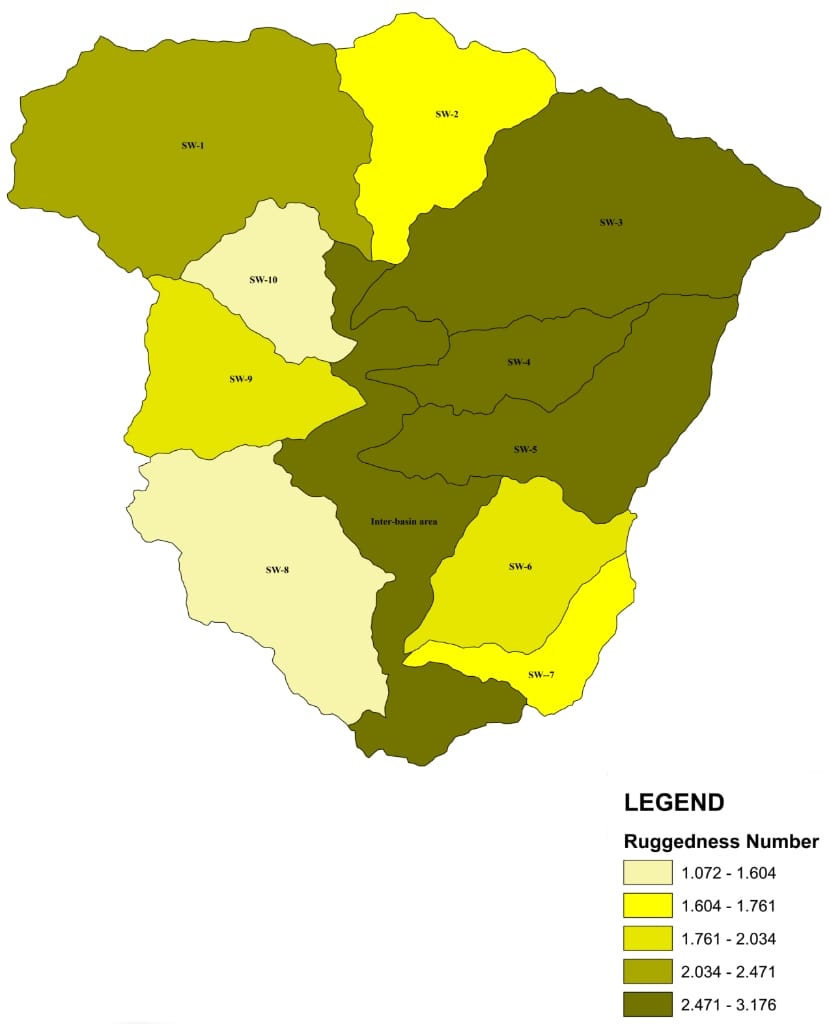 SW-2
SW-1
SW-3
SW-10
SW-4
SW-9
SW-5
Inter-basin area
SW-6
SW-8
SW--7
LEGEND
Ruggedness Number
1.072 - 1.604
1.604 - 1.761
1.761 - 2.034
2.034 - 2.471
2.471 - 3.176